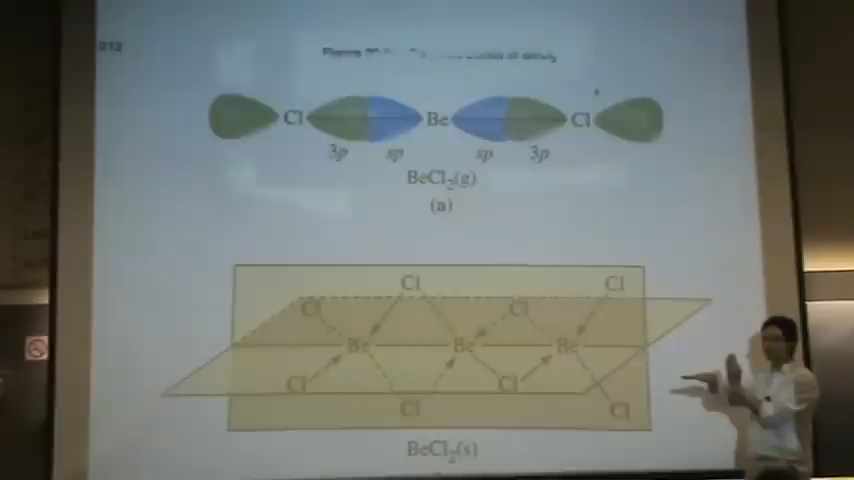 Cl Be Cl
3p sp sp 3p
BeCl₂(g)
(a)
Cl Cl
Cl Cl
Be Be Be
Cl Cl
Cl Cl
BeCl₂(s)